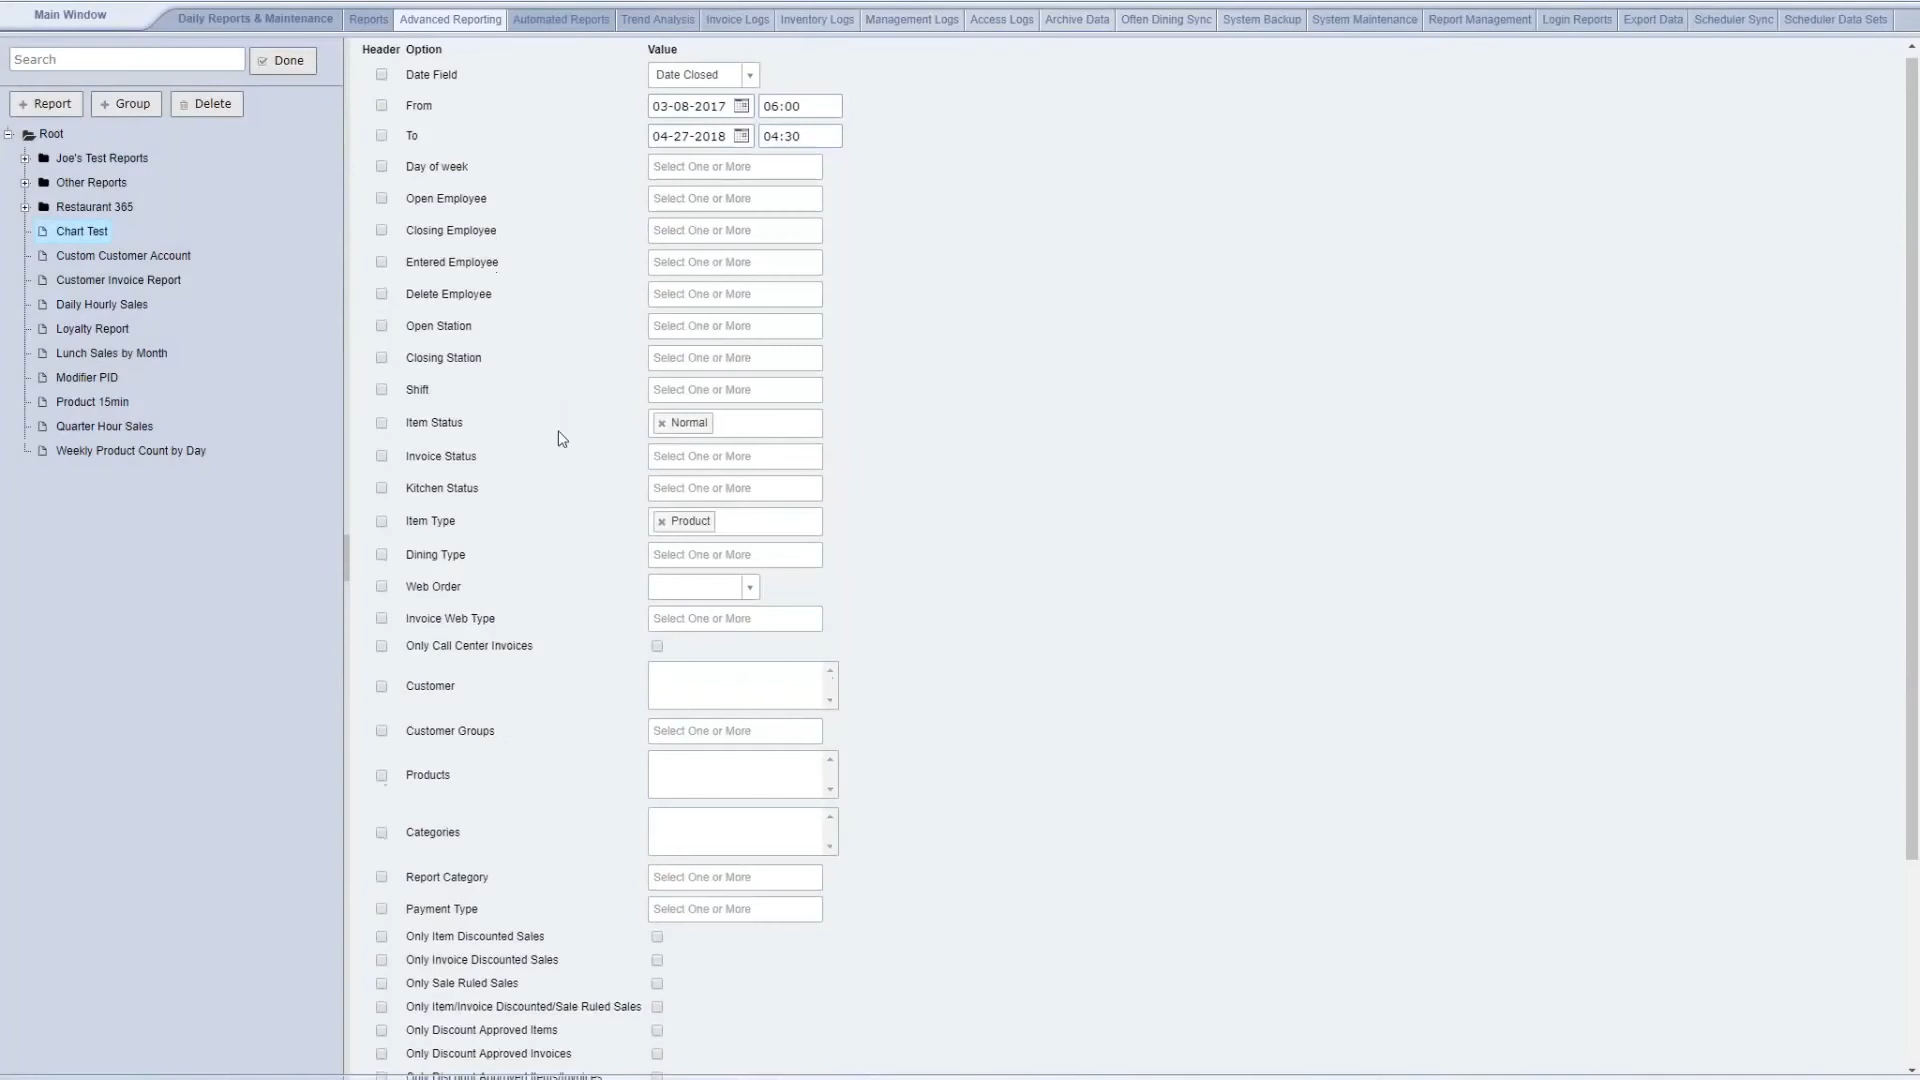 Main Window
Daily Reports & Maintenance
Reports
Advanced Reporting
Automated Reports
Trend Analysis
Invoice Logs
Inventory Logs
Management Logs
Access Logs
Archive Data
Often Dining Sync
System Backup
System Maintenance
Report Management
Login Reports
Export Data
Scheduler Sync
Scheduler Data Sets
Search
Done
Report
Group
Delete
Root
Joe's Test Reports
Other Reports
Restaurant 365
Chart Test
Custom Customer Account
Customer Invoice Report
Daily Hourly Sales
Loyalty Report
Lunch Sales by Month
Modifier PID
Product 15min
Quarter Hour Sales
Weekly Product Count by Day
Header Option Value
Date Field Date Closed
From 03-08-2017 06:00
To 04-27-2018 04:30
Day of week Select One or More
Open Employee Select One or More
Closing Employee Select One or More
Entered Employee Select One or More
Delete Employee Select One or More
Open Station Select One or More
Closing Station Select One or More
Shift Select One or More
Item Status Normal
Invoice Status Select One or More
Kitchen Status Select One or More
Item Type Product
Dining Type Select One or More
Web Order
Invoice Web Type Select One or More
Only Call Center Invoices
Customer
Customer Groups Select One or More
Products
Categories
Report Category Select One or More
Payment Type Select One or More
Only Item Discounted Sales
Only Invoice Discounted Sales
Only Sale Ruled Sales
Only Item/Invoice Discounted/Sale Ruled Sales
Only Discount Approved Items
Only Discount Approved Invoices
Only Discount Approved Items/Invoices